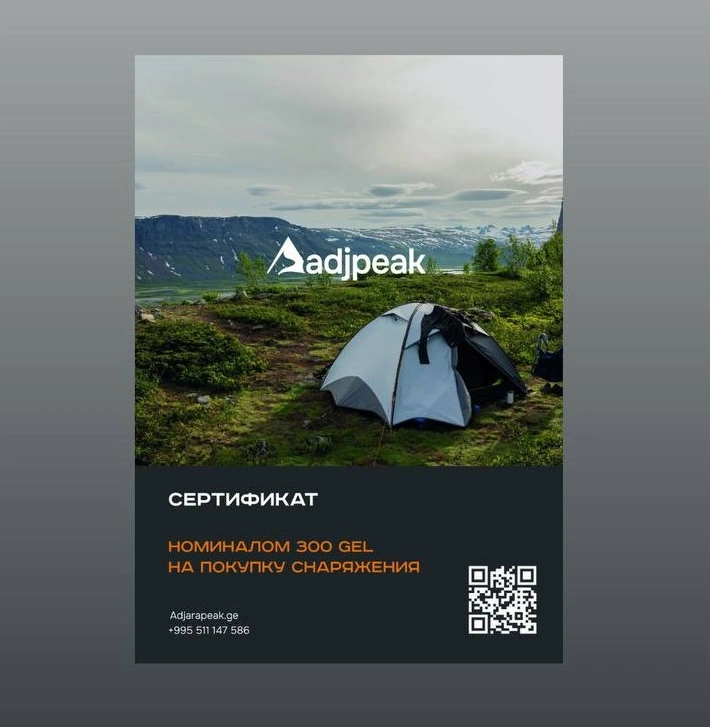 adjpeak
СЕРТИФИКАТ
НОМИНАЛОМ 300 GEL
НА ПОКУПКУ СНАРЯЖЕНИЯ
Adjarapeak.ge
+995 511 147 586